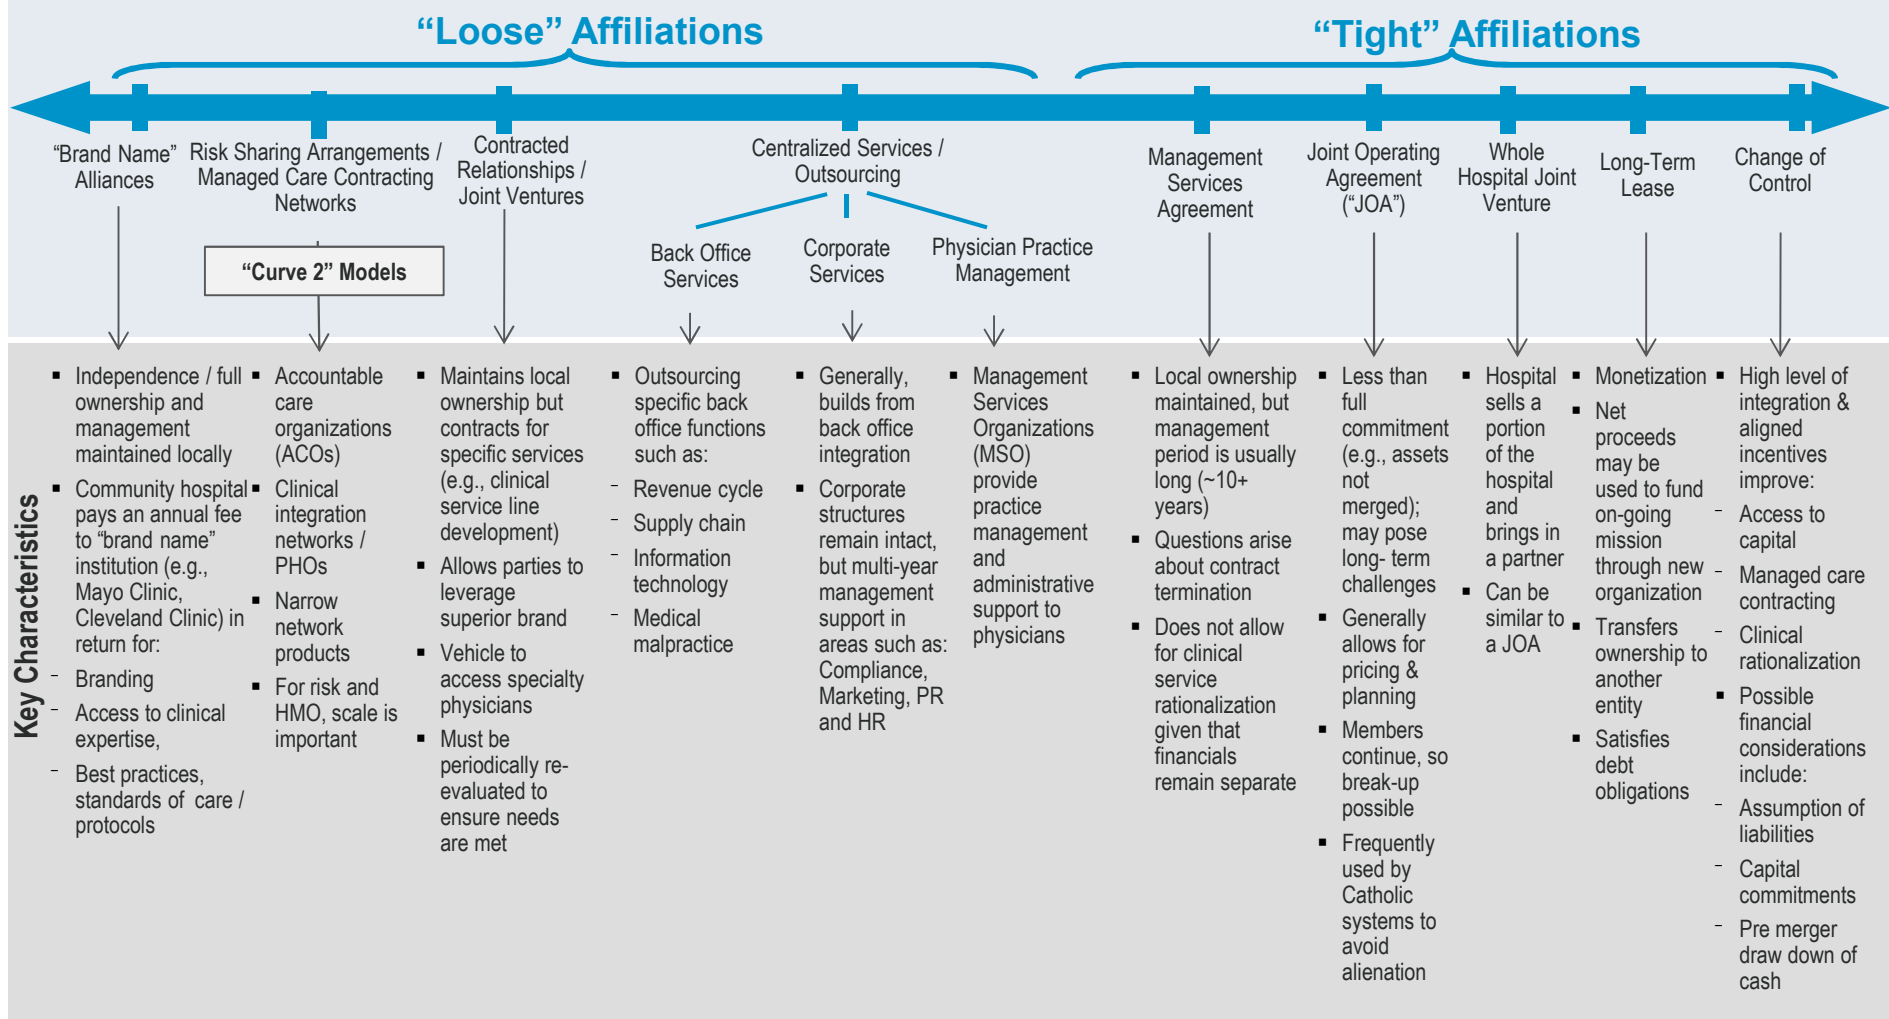 “Loose” Affiliations
“Tight” Affiliations
“Brand Name”
Alliances
Risk Sharing Arrangements /
Managed Care Contracting
Networks
“Curve 2” Models
Contracted
Relationships /
Joint Ventures
Centralized Services /
Outsourcing
Back Office
Services
Corporate
Services
Physician Practice
Management
Management
Services
Agreement
Joint Operating
Agreement
(“JOA”)
Whole
Hospital Joint
Venture
Long-Term
Lease
Change of
Control
Key Characteristics
▪ Independence / full
ownership and
management
maintained locally
▪ Community hospital
pays an annual fee
to “brand name”
institution (e.g.,
Mayo Clinic,
Cleveland Clinic) in
return for:
− Branding
− Access to clinical
expertise,
− Best practices,
standards of care /
protocols
▪ Accountable
care
organizations
(ACOs)
▪ Clinical
integration
networks /
PHOs
▪ Narrow
network
products
▪ For risk and
HMO, scale is
important
▪ Maintains local
ownership but
contracts for
specific services
(e.g., clinical
service line
development)
▪ Allows parties to
leverage
superior brand
▪ Vehicle to
access specialty
physicians
▪ Must be
periodically re-
evaluated to
ensure needs
are met
▪ Outsourcing
specific back
office functions
such as:
− Revenue cycle
− Supply chain
− Information
technology
− Medical
malpractice
▪ Generally,
builds from
back office
integration
▪ Corporate
structures
remain intact,
but multi-year
management
support in
areas such as:
Compliance,
Marketing, PR
and HR
▪ Management
Services
Organizations
(MSO)
provide
practice
management
and
administrative
support to
physicians
▪ Local ownership
maintained, but
management
period is usually
long (~10+
years)
▪ Questions arise
about contract
termination
▪ Does not allow
for clinical
service
rationalization
given that
financials
remain separate
▪ Less than
full
commitment
(e.g., assets
not
merged);
may pose
long- term
challenges
▪ Generally
allows for
pricing &
planning
▪ Members
continue, so
break-up
possible
▪ Frequently
used by
Catholic
systems to
avoid
alienation
▪ Hospital
sells a
portion
of the
hospital
and
brings in
a partner
▪ Can be
similar to
a JOA
▪ Monetization
▪ Net
proceeds
may be
used to fund
on-going
mission
through new
organization
▪ Transfers
ownership to
another
entity
▪ Satisfies
debt
obligations
▪ High level of
integration &
aligned
incentives
improve:
− Access to
capital
− Managed care
contracting
− Clinical
rationalization
▪ Possible
financial
considerations
include:
− Assumption of
liabilities
− Capital
commitments
− Pre merger
draw down of
cash